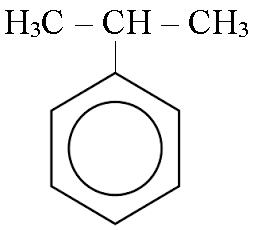 H₃C – CH – CH₃